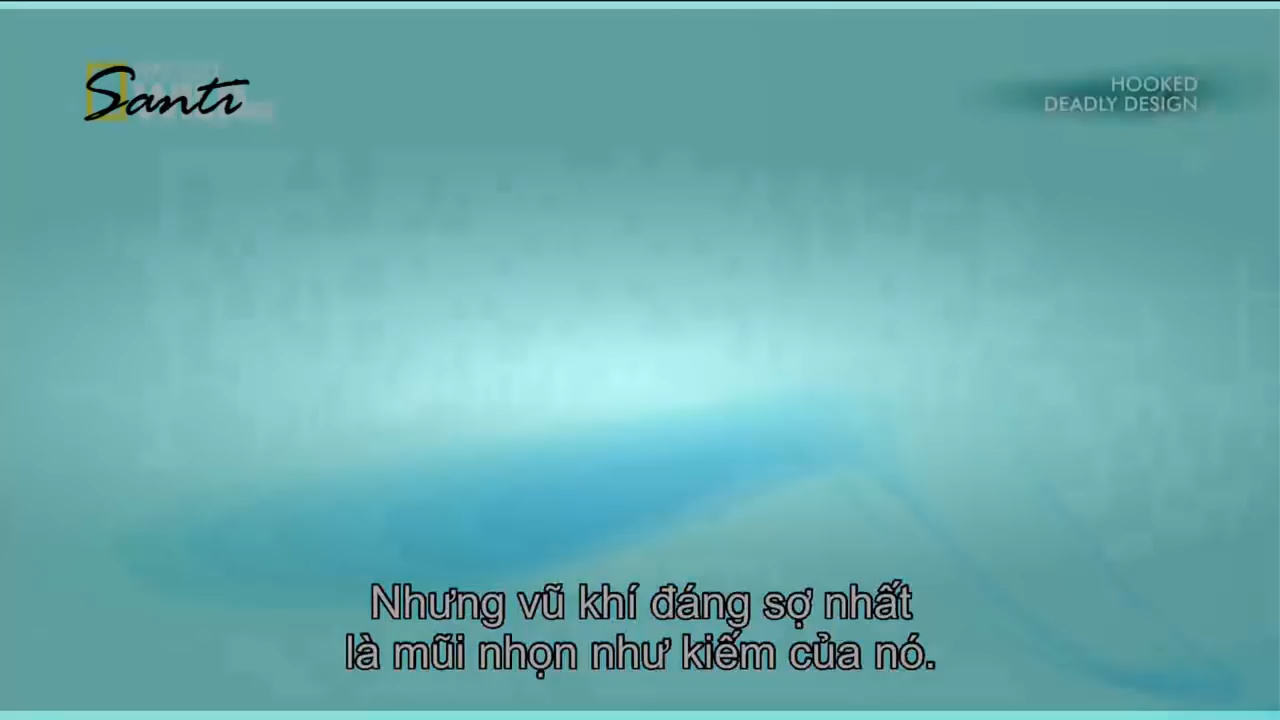 Santi
HOOKED
DEADLY DESIGN
Nhưng vũ khí đáng sợ nhất
là mũi nhọn như kiếm của nó.